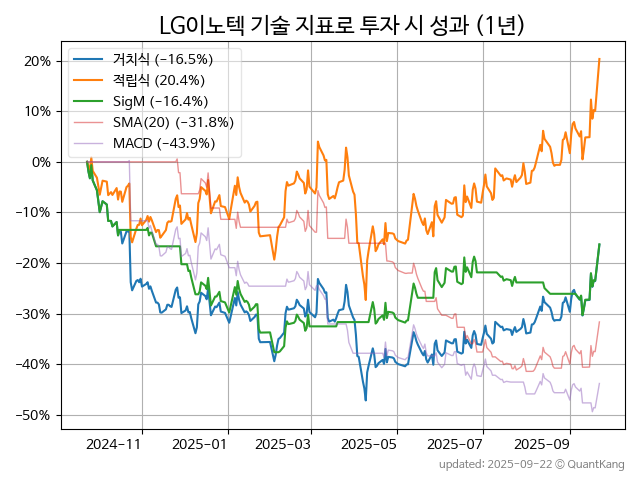 LG이노텍 기술 지표로 투자 시 성과 (1년)
거치식 (−16.5%)
적립식 (20.4%)
SigM (−16.4%)
SMA(20) (−31.8%)
MACD (−43.9%)
20%
10%
0%
−10%
−20%
−30%
−40%
−50%
2024-11 2025-01 2025-03 2025-05 2025-07 2025-09
updated: 2025-09-22 © QuantKang